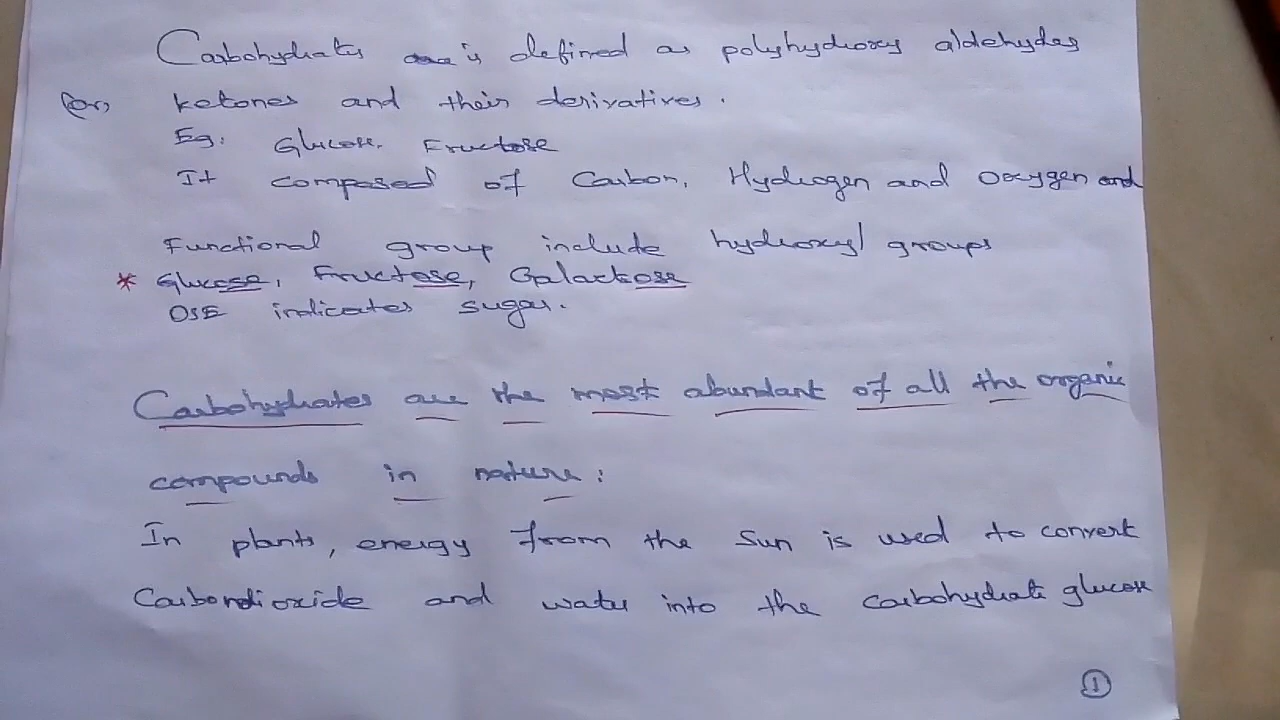 Carbohydrates is defined as polyhydroxy aldehydes
(or) ketones and their derivatives.
Eg: Glucose, Fructose
It composed of Carbon, Hydrogen and Oxygen and
Functional group include hydroxyl groups
* Glucose, Fructose, Galactose
OSE indicates sugar.
Carbohydrates are the most abundant of all the organic
compounds in nature:
In plants, energy from the Sun is used to convert
Carbondioxide and water into the carbohydrate glucose
1